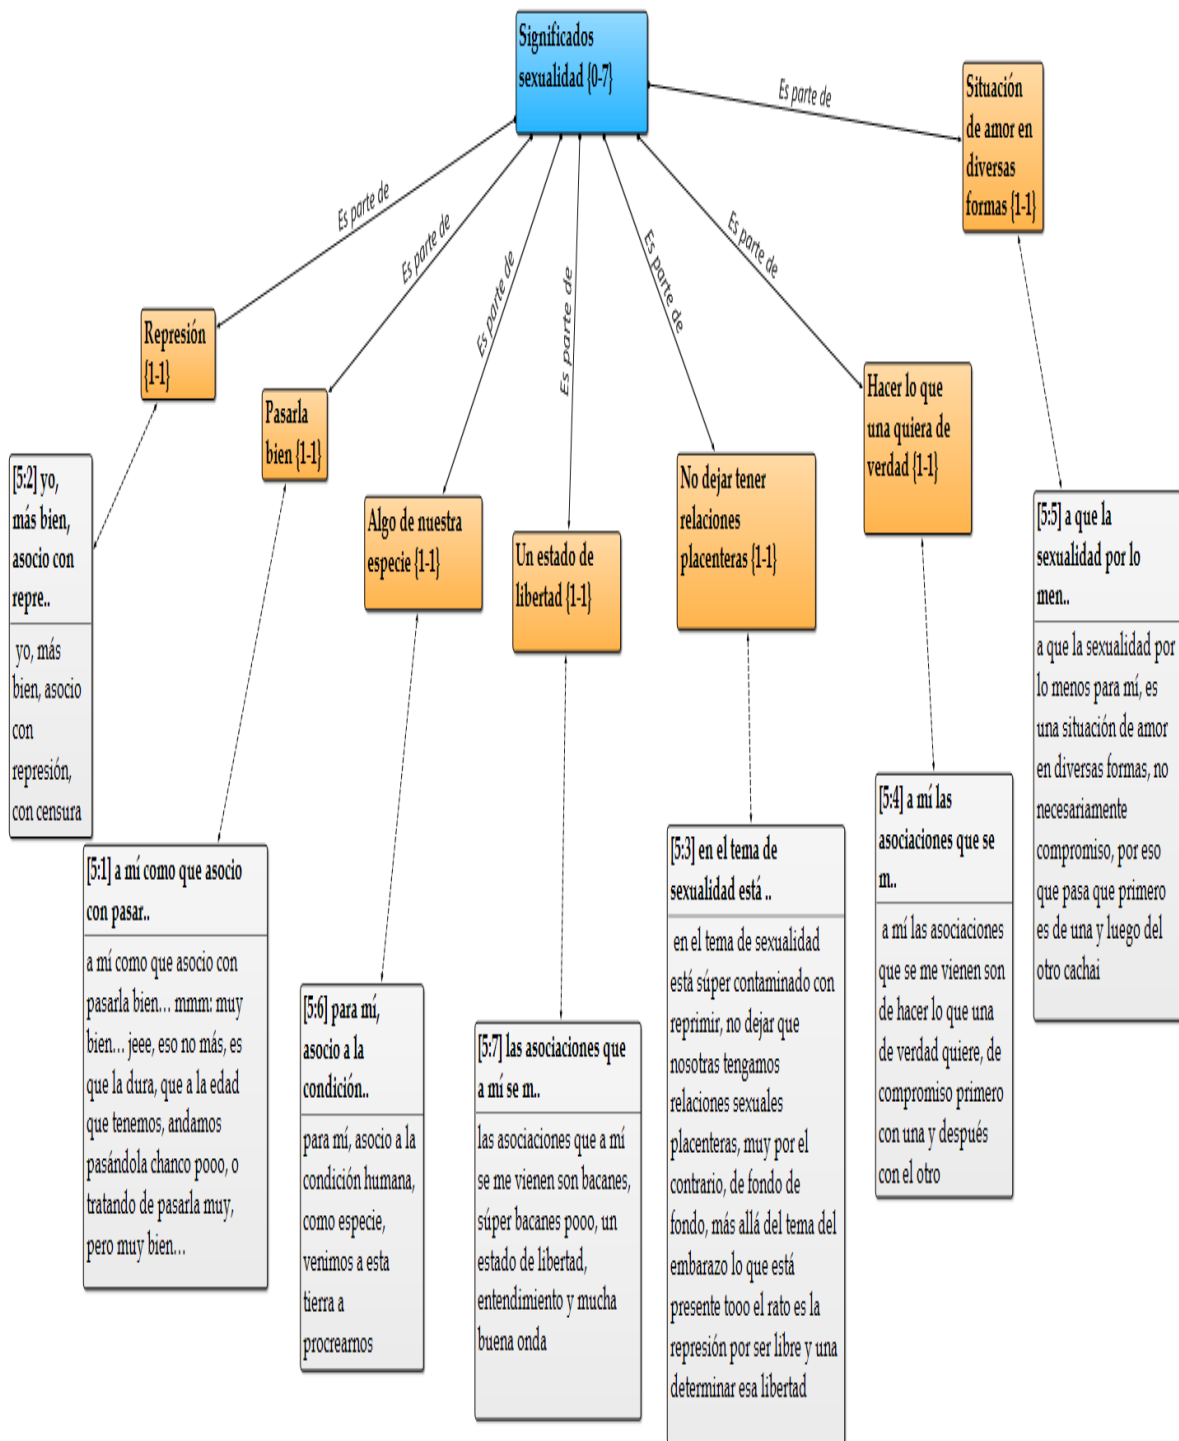 Significados
sexualidad {0-7}
Es parte de
Situación
de amor en
diversas
formas {1-1}
Es parte de
Es parte de
Es parte de
Es parte de
Es parte de
Es parte de
Represión
{1-1}
Pasarla
bien {1-1}
Algo de nuestra
especie {1-1}
Un estado de
libertad {1-1}
No dejar tener
relaciones
placenteras {1-1}
Hacer lo que
una quiera de
verdad {1-1}
[5:2] yo,
más bien,
asocio con
repre..
yo, más
bien, asocio
con
represión,
con censura
[5:1] a mí como que asocio
con pasar..
a mí como que asocio con
pasarla bien... mmm: muy
bien... jeee, eso no más, es
que la dura, que a la edad
que tenemos, andamos
pasándola chanco pooo, o
tratando de pasarla muy,
pero muy bien...
[5:6] para mí,
asocio a la
condición..
para mí, asocio a la
condición humana,
como especie,
venimos a esta
tierra a
procrearnos
[5:7] las asociaciones que
a mí se m..
las asociaciones que a mí
se me vienen son bacanes,
súper bacanes pooo, un
estado de libertad,
entendimiento y mucha
buena onda
[5:3] en el tema de
sexualidad está ..
en el tema de sexualidad
está súper contaminado con
reprimir, no dejar que
nosotras tengamos
relaciones sexuales
placenteras, muy por el
contrario, de fondo de
fondo, más allá del tema del
embarazo lo que está
presente tooo el rato es la
represión por ser libre y una
determinar esa libertad
[5:4] a mí las
asociaciones que se
m..
a mí las asociaciones
que se me vienen son
de hacer lo que una
de verdad quiere, de
compromiso primero
con una y después
con el otro
[5:5] a que la
sexualidad por lo
men..
a que la sexualidad por
lo menos para mí, es
una situación de amor
en diversas formas, no
necesariamente
compromiso, por eso
que pasa que primero
es de una y luego del
otro cachai